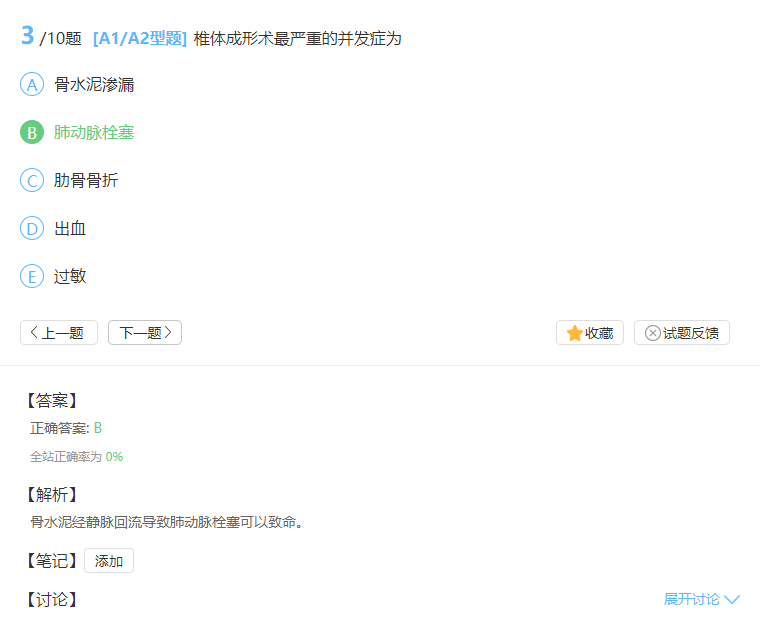 3 /10题 [A1/A2型题] 椎体成形术最严重的并发症为
A 骨水泥渗漏
B 肺动脉栓塞
C 肋骨骨折
D 出血
E 过敏
上一题 下一题 收藏 试题反馈
【答案】
正确答案: B
全站正确率为 0%
【解析】
骨水泥经静脉回流导致肺动脉栓塞可以致命。
【笔记】 添加
【讨论】 展开讨论